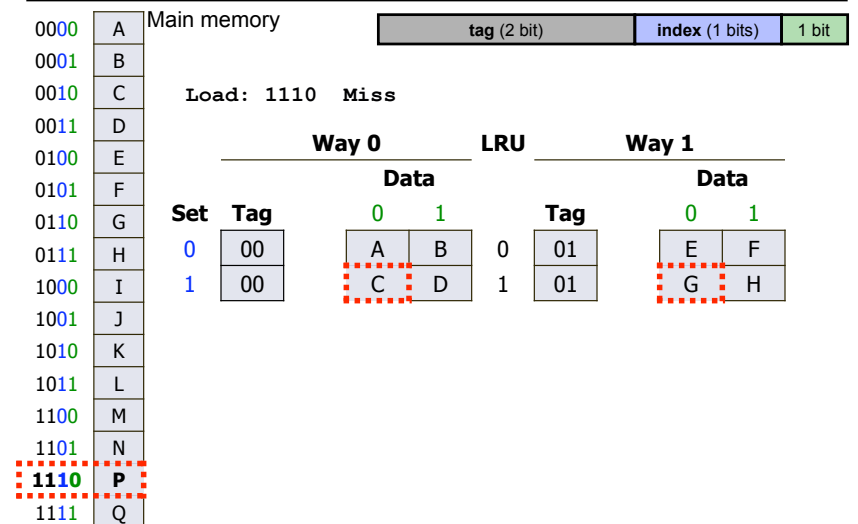 Main memory
tag (2 bit) index (1 bits) 1 bit
0000 A
0001 B
0010 C
0011 D
0100 E
0101 F
0110 G
0111 H
1000 I
1001 J
1010 K
1011 L
1100 M
1101 N
1110 P
1111 Q
Load: 1110 Miss
Way 0 LRU Way 1
Data Data
Set Tag 0 1 Tag 0 1
0 00 A B 0 01 E F
1 00 C D 1 01 G H